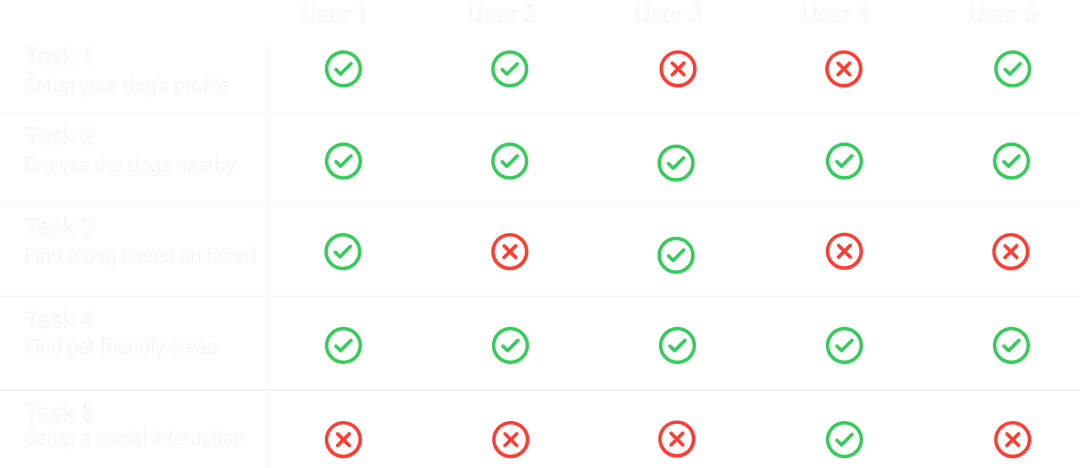 User 1 User 2 User 3 User 4 User 5
Task 1
Setup your dog's profile
Task 2
Browse the dogs nearby
Task 3
Find a dog based on breed
Task 4
Find pet friendly areas
Task 5
Setup a social interaction